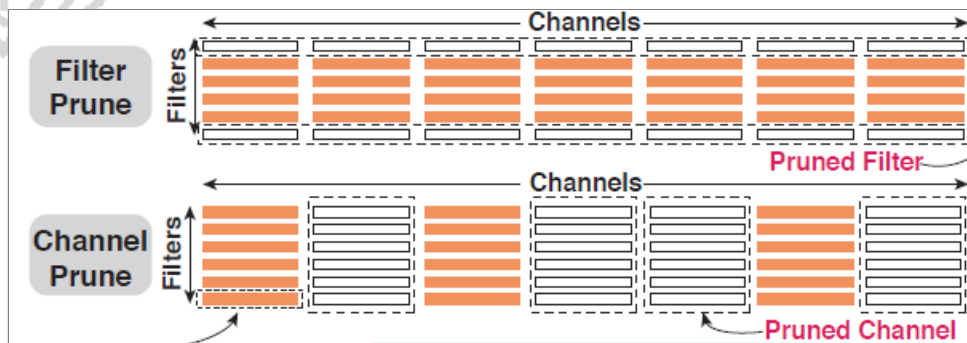 Channels
Filter
Prune
Filters
Pruned Filter
Channels
Channel
Prune
Filters
Pruned Channel